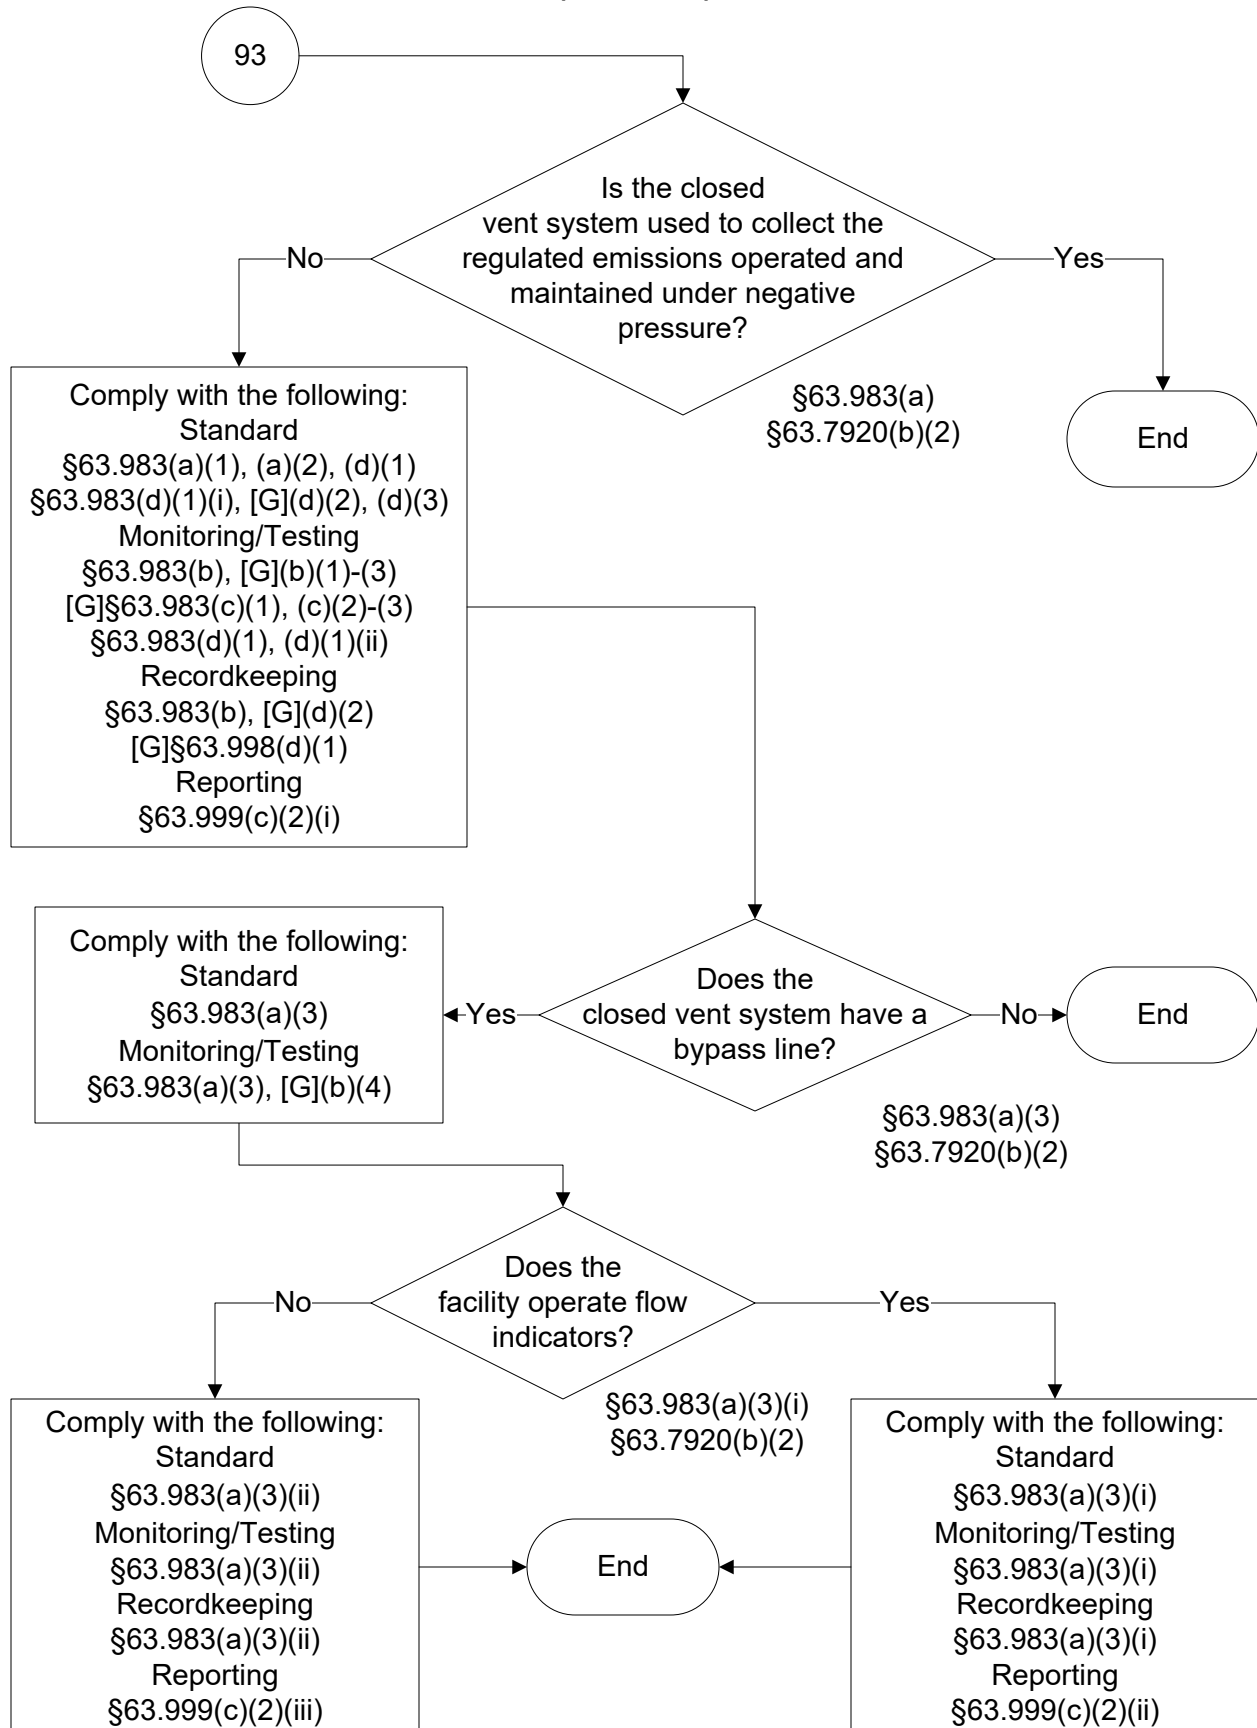 93
Is the closed
vent system used to collect the
regulated emissions operated and
maintained under negative
pressure?
No
Yes
§63.983(a)
§63.7920(b)(2)
End
Comply with the following:
Standard
§63.983(a)(1), (a)(2), (d)(1)
§63.983(d)(1)(i), [G](d)(2), (d)(3)
Monitoring/Testing
§63.983(b), [G](b)(1)-(3)
[G]§63.983(c)(1), (c)(2)-(3)
§63.983(d)(1), (d)(1)(ii)
Recordkeeping
§63.983(b), [G](d)(2)
[G]§63.998(d)(1)
Reporting
§63.999(c)(2)(i)
Does the
closed vent system have a
bypass line?
Yes
No
End
§63.983(a)(3)
§63.7920(b)(2)
Comply with the following:
Standard
§63.983(a)(3)
Monitoring/Testing
§63.983(a)(3), [G](b)(4)
Does the
facility operate flow
indicators?
No
Yes
§63.983(a)(3)(i)
§63.7920(b)(2)
Comply with the following:
Standard
§63.983(a)(3)(ii)
Monitoring/Testing
§63.983(a)(3)(ii)
Recordkeeping
§63.983(a)(3)(ii)
Reporting
§63.999(c)(2)(iii)
End
Comply with the following:
Standard
§63.983(a)(3)(i)
Monitoring/Testing
§63.983(a)(3)(i)
Recordkeeping
§63.983(a)(3)(i)
Reporting
§63.999(c)(2)(ii)